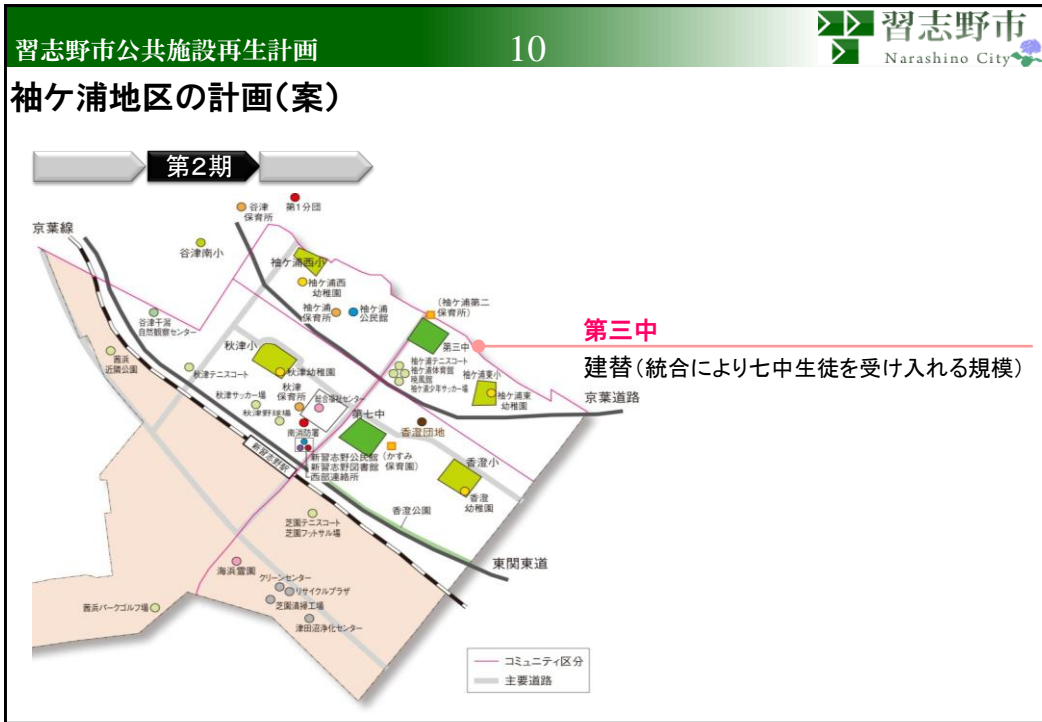 習志野市公共施設再生計画
10
習志野市
Narashino City
袖ケ浦地区の計画(案)
第2期
京葉線
谷津
保育所
第1分団
谷津南小
袖ケ浦西小
袖ケ浦西
幼稚園
袖ケ浦
保育所
袖ケ浦
公民館
(袖ケ浦第二
保育所)
第三中
谷津干潟
自然観察センター
茜浜
近隣公園
秋津小
秋津幼稚園
秋津テニスコート
袖ケ浦テニスコート
袖ケ浦体育館
暁風館
袖ケ浦少年サッカー場
袖ケ浦東小
袖ケ浦東
幼稚園
京葉道路
秋津サッカー場
秋津
保育所
総合福祉センター
秋津野球場
南消防署
第七中
香澄団地
新習志野駅
新習志野公民館
新習志野図書館
西部連絡所
(かすみ
保育園)
香澄小
香澄
幼稚園
香澄公園
芝園テニスコート
芝園フットサル場
東関東道
海浜霊園
クリーンセンター
リサイクルプラザ
芝園清掃工場
茜浜パークゴルフ場
津田沼浄化センター
第三中
建替(統合により七中生徒を受け入れる規模)
コミュニティ区分
主要道路